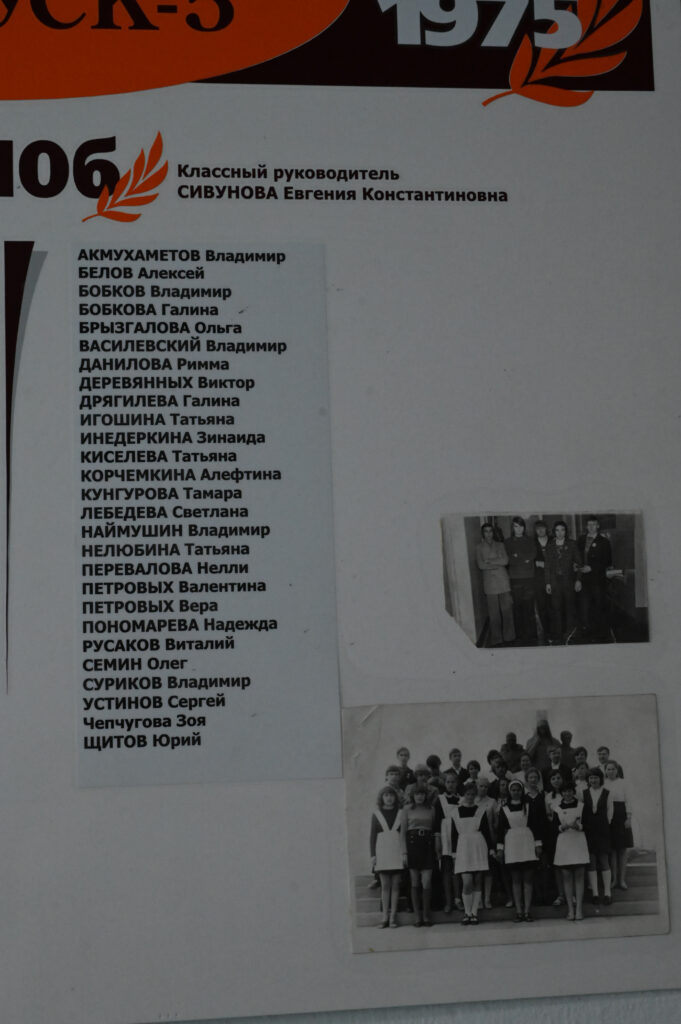 УСК-5
1975
10б
Классный руководитель
СИВУНОВА Евгения Константиновна
АКМУХАМЕТОВ Владимир
БЕЛОВ Алексей
БОБКОВ Владимир
БОБКОВА Галина
БРЫЗГАЛОВА Ольга
ВАСИЛЕВСКИЙ Владимир
ДАНИЛОВА Римма
ДЕРЕВЯННЫХ Виктор
ДРЯГИЛЕВА Галина
ИГОШИНА Татьяна
ИНЕДЕРКИНА Зинаида
КИСЕЛЕВА Татьяна
КОРЧЕМКИНА Алефтина
КУНГУРОВА Тамара
ЛЕБЕДЕВА Светлана
НАЙМУШИН Владимир
НЕЛЮБИНА Татьяна
ПЕРЕВАЛОВА Нелли
ПЕТРОВЫХ Валентина
ПЕТРОВЫХ Вера
ПОНОМАРЕВА Надежда
РУСАКОВ Виталий
СЕМИН Олег
СУРИКОВ Владимир
УСТИНОВ Сергей
Чепчугова Зоя
ЩИТОВ Юрий